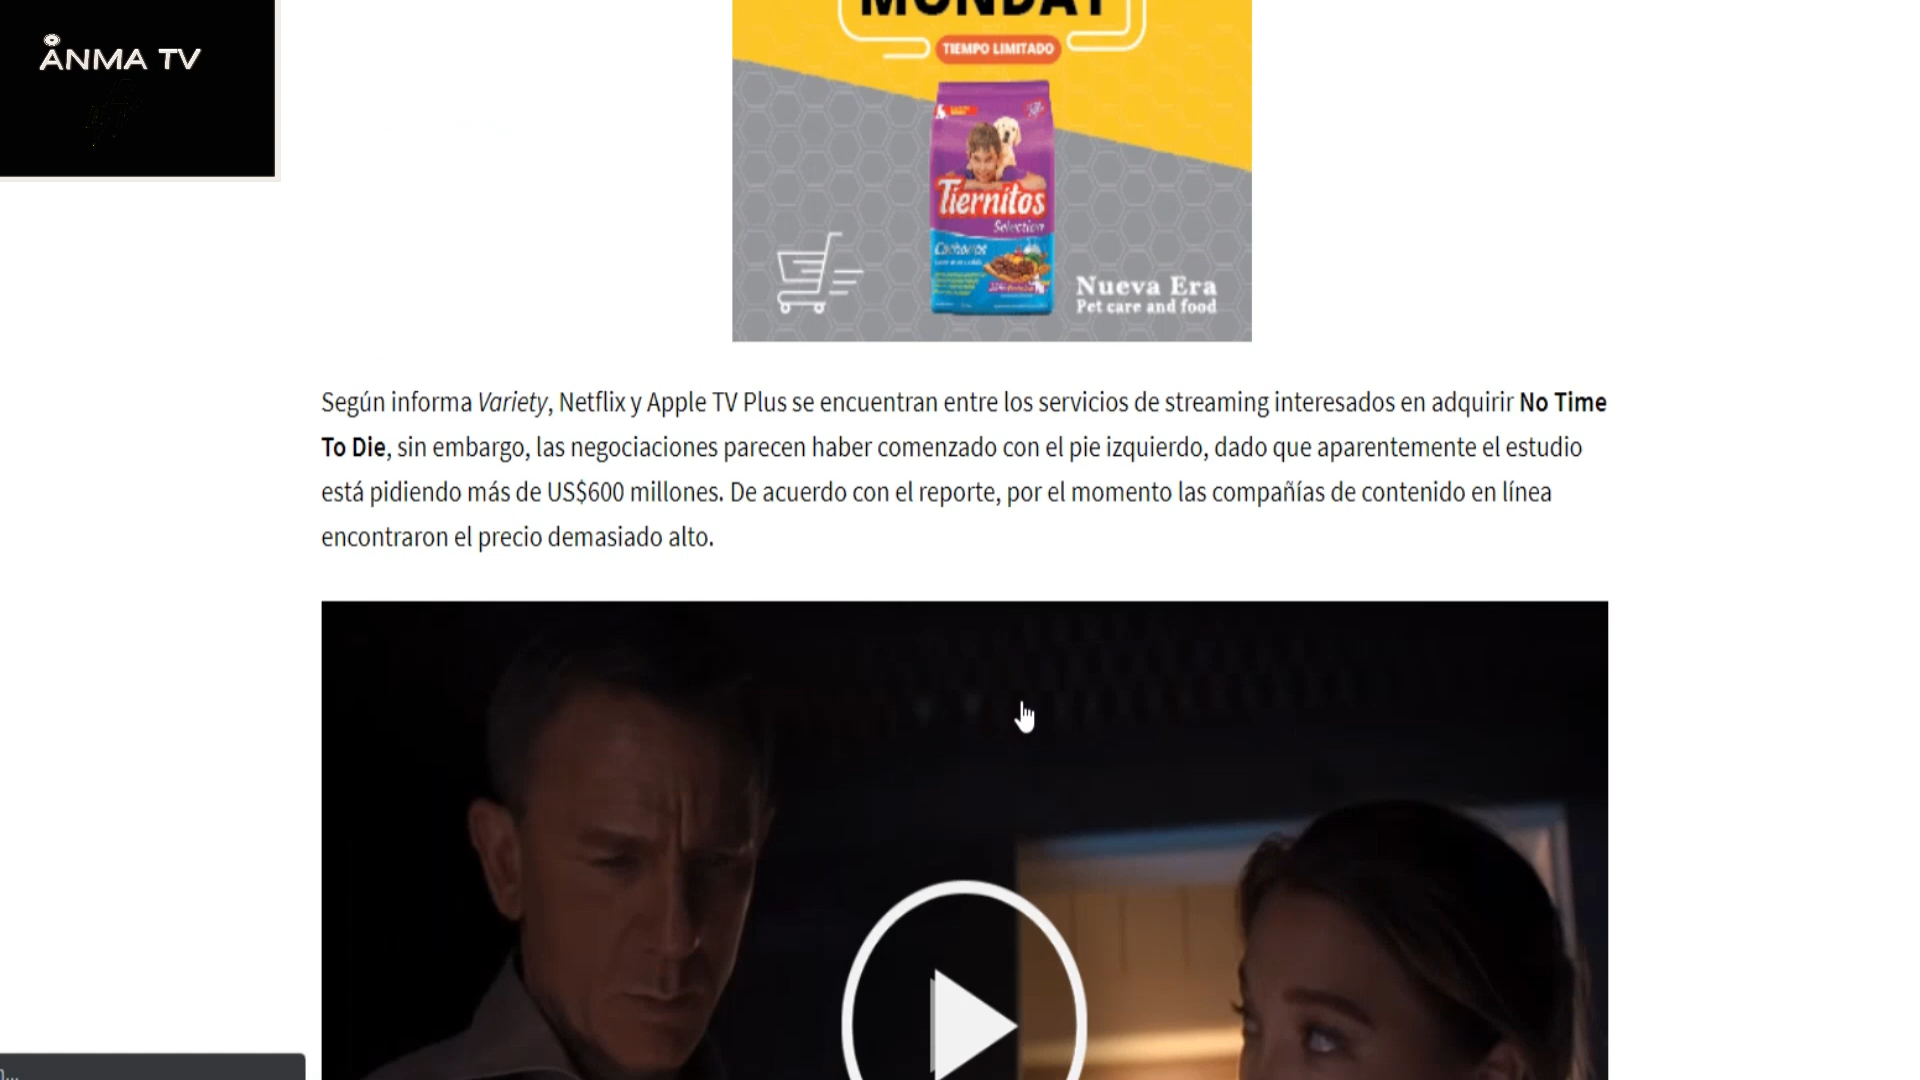 ÅNMA TV
MONDAY
TIEMPO LIMITADO
Tiernitos
Selection
Cachorros
Nueva Era
Pet care and food
Según informa Variety, Netflix y Apple TV Plus se encuentran entre los servicios de streaming interesados en adquirir No Time
To Die, sin embargo, las negociaciones parecen haber comenzado con el pie izquierdo, dado que aparentemente el estudio
está pidiendo más de US$600 millones. De acuerdo con el reporte, por el momento las compañías de contenido en línea
encontraron el precio demasiado alto.